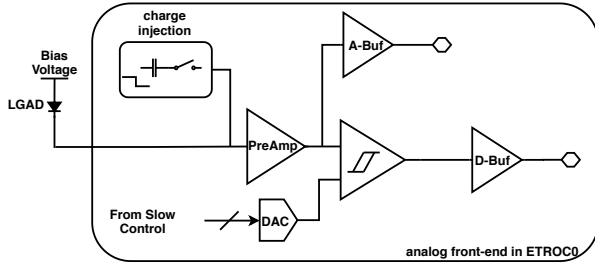 charge
injection
A-Buf
Bias
Voltage
LGAD
PreAmp
D-Buf
From Slow
Control
DAC
analog front-end in ETROC0